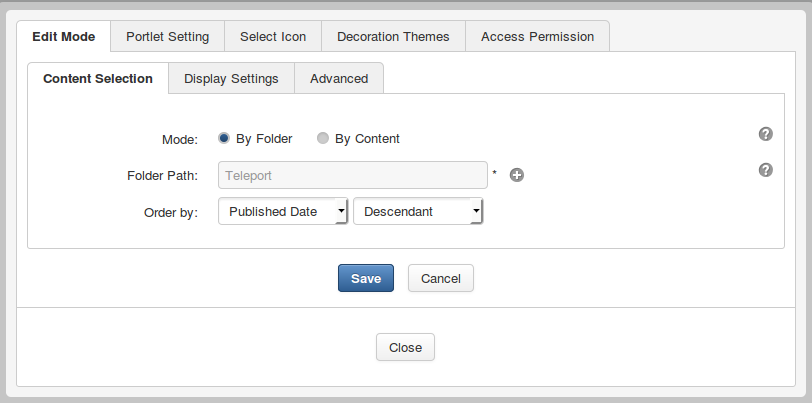 Edit Mode Portlet Setting Select Icon Decoration Themes Access Permission
Content Selection Display Settings Advanced
Mode: By Folder By Content ?
Folder Path: Teleport * + ?
Order by: Published Date Descendant
Save Cancel
Close